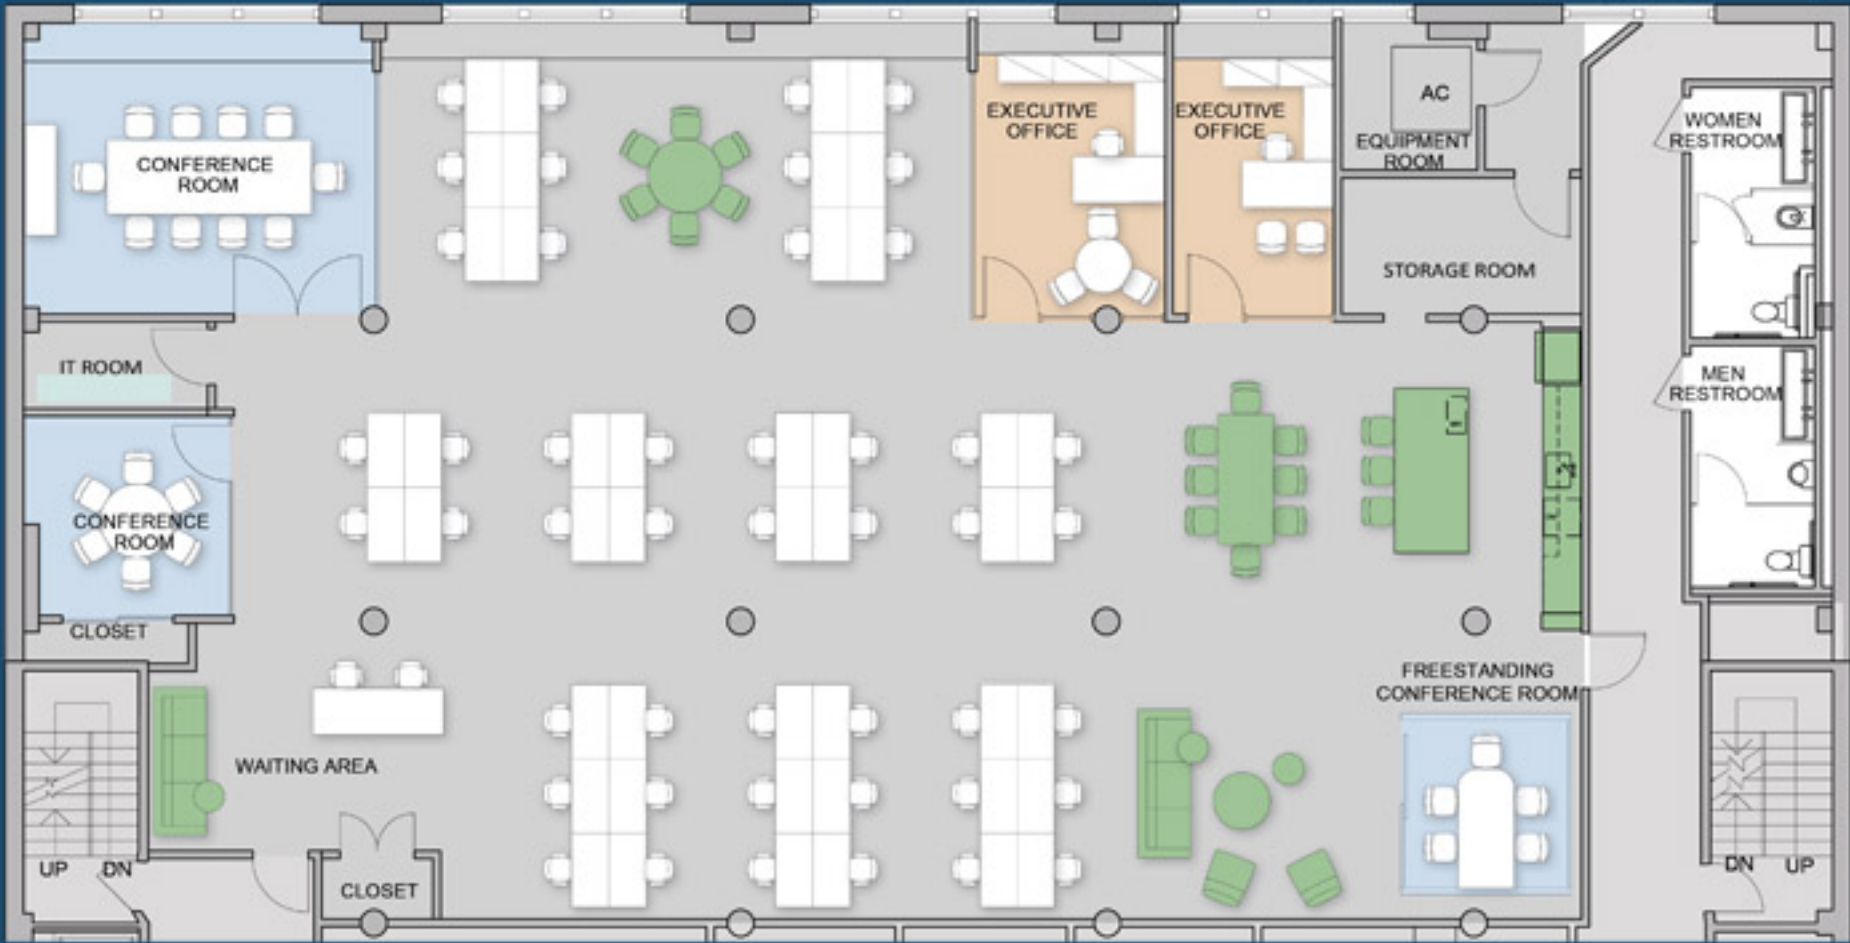 CONFERENCE
ROOM
EXECUTIVE
OFFICE
EXECUTIVE
OFFICE
AC
EQUIPMENT
ROOM
WOMEN
RESTROOM
STORAGE ROOM
IT ROOM
MEN
RESTROOM
CONFERENCE
ROOM
CLOSET
FREESTANDING
CONFERENCE ROOM
WAITING AREA
UP DN
CLOSET
DN UP